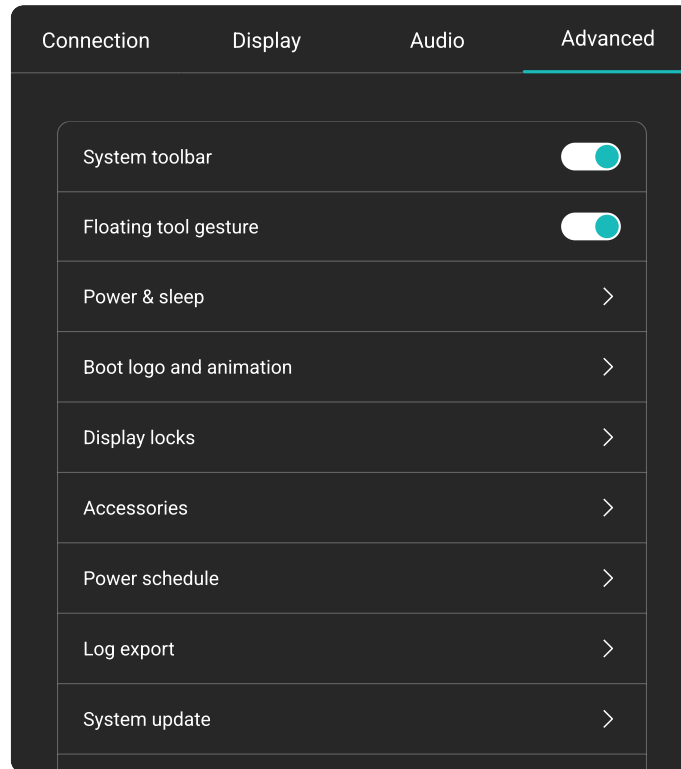 Connection Display Audio Advanced
System toolbar
Floating tool gesture
Power & sleep
Boot logo and animation
Display locks
Accessories
Power schedule
Log export
System update